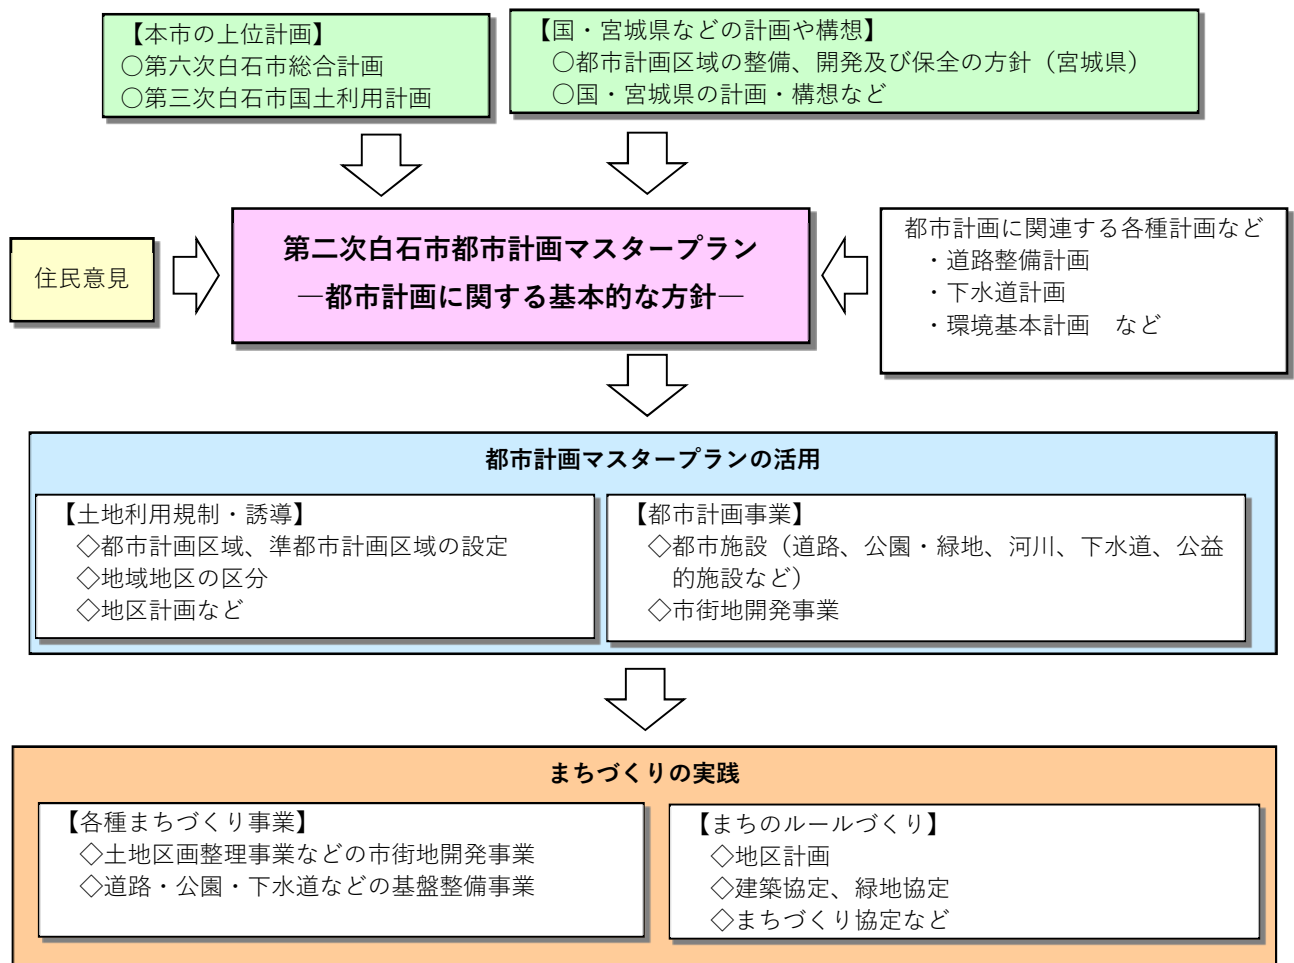 【本市の上位計画】
○第六次白石市総合計画
○第三次白石市国土利用計画
【国・宮城県などの計画や構想】
○都市計画区域の整備、開発及び保全の方針（宮城県）
○国・宮城県の計画・構想など
住民意見
第二次白石市都市計画マスタープラン
―都市計画に関する基本的な方針―
都市計画に関連する各種計画など
・道路整備計画
・下水道計画
・環境基本計画　など
都市計画マスタープランの活用
【土地利用規制・誘導】
◇都市計画区域、準都市計画区域の設定
◇地域地区の区分
◇地区計画など
【都市計画事業】
◇都市施設（道路、公園・緑地、河川、下水道、公益
的施設など）
◇市街地開発事業
まちづくりの実践
【各種まちづくり事業】
◇土地区画整理事業などの市街地開発事業
◇道路・公園・下水道などの基盤整備事業
【まちのルールづくり】
◇地区計画
◇建築協定、緑地協定
◇まちづくり協定など